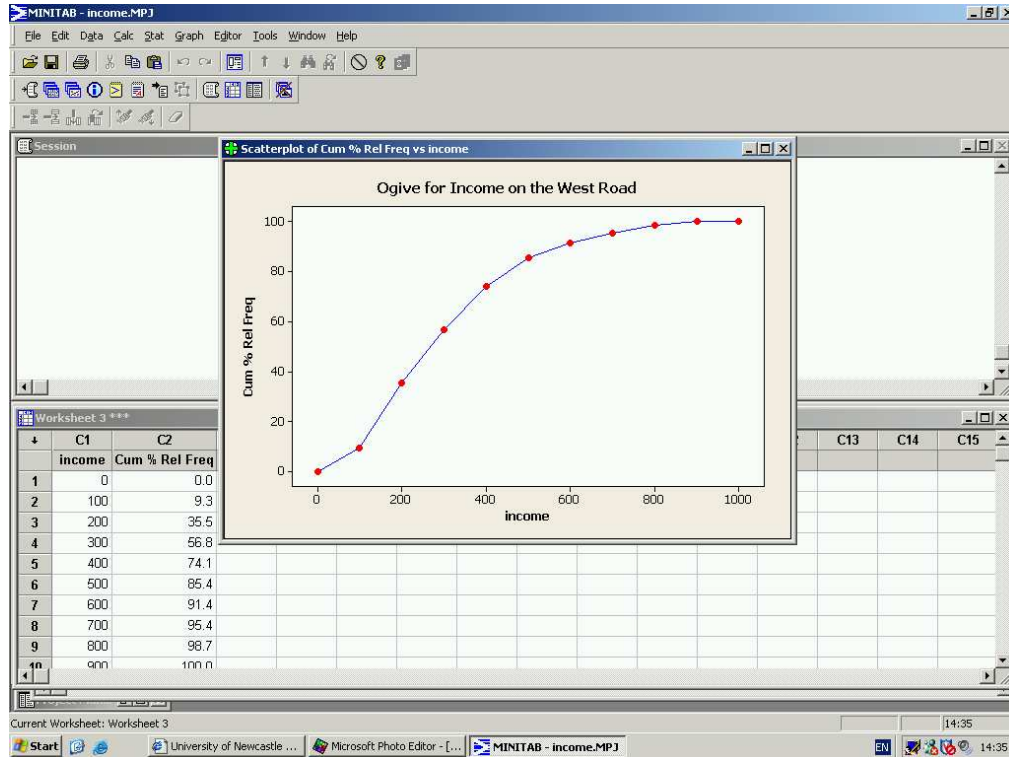 MINITAB - income.MPJ
File Edit Data Calc Stat Graph Editor Tools Window Help
Session
Scatterplot of Cum % Rel Freq vs income
Ogive for Income on the West Road
100
80
60
40
20
0
Cum % Rel Freq
0 200 400 600 800 1000
income
Worksheet 3 ***
C1 C2 C13 C14 C15
income Cum % Rel Freq
1 0 0.0
2 100 9.3
3 200 35.5
4 300 56.8
5 400 74.1
6 500 85.4
7 600 91.4
8 700 95.4
9 800 98.7
10 900 100.0
Current Worksheet: Worksheet 3 14:35
Start University of Newcastle ... Microsoft Photo Editor - [... MINITAB - income.MPJ EN 14:35